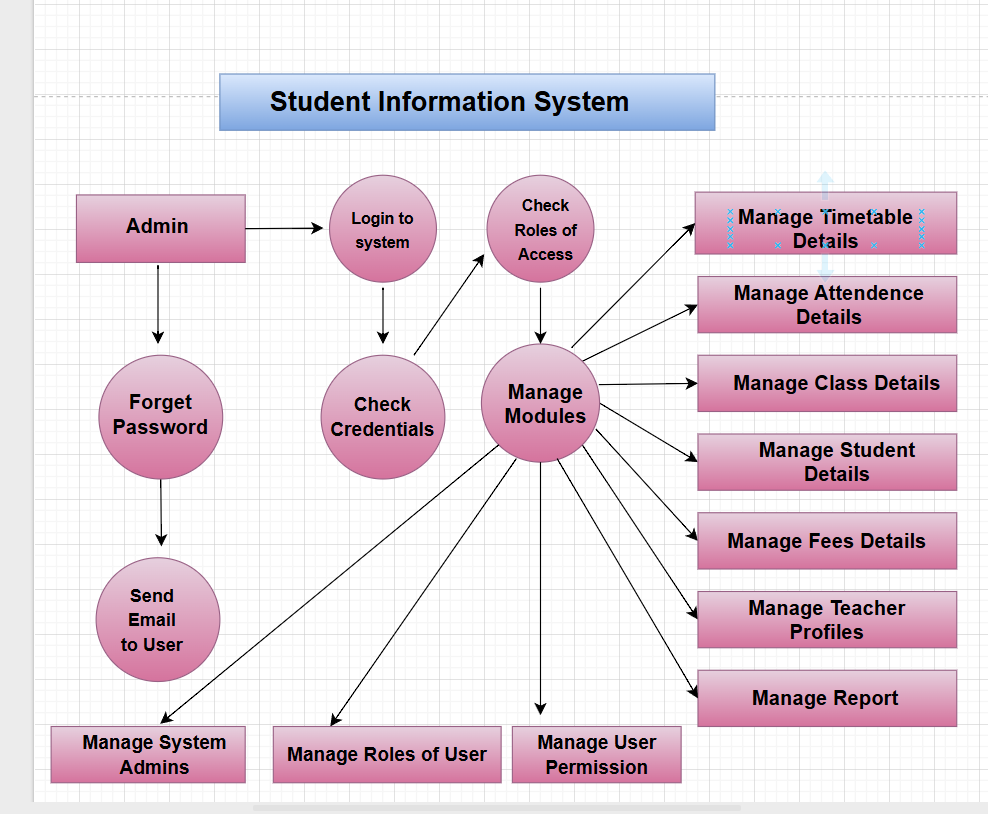 Student Information System
Admin
Login to
system
Check
Roles of
Access
Manage Timetable
Details
Manage Attendence
Details
Forget
Password
Check
Credentials
Manage
Modules
Manage Class Details
Manage Student
Details
Manage Fees Details
Send
Email
to User
Manage Teacher
Profiles
Manage Report
Manage System
Admins
Manage Roles of User
Manage User
Permission